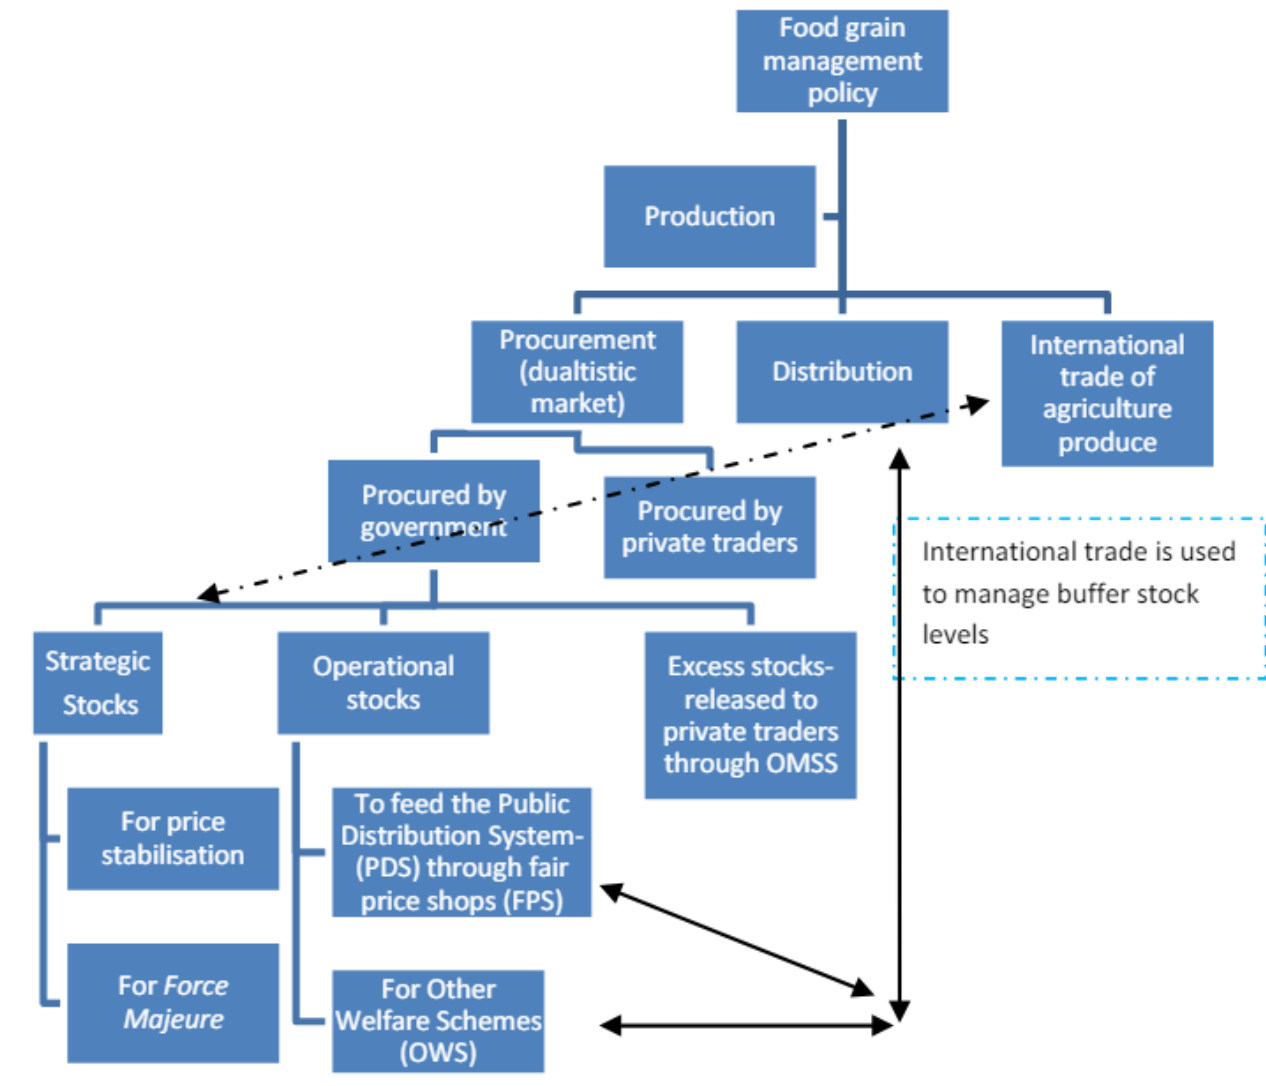 Food grain
management
policy
Production
Procurement
(dualtistic
market)
Distribution
International
trade of
agriculture
produce
Procured by
government
Procured by
private traders
International trade is used
to manage buffer stock
levels
Strategic
Stocks
Operational
stocks
Excess stocks-
released to
private traders
through OMSS
For price
stabilisation
To feed the Public
Distribution System-
(PDS) through fair
price shops (FPS)
For Force
Majeure
For Other
Welfare Schemes
(OWS)